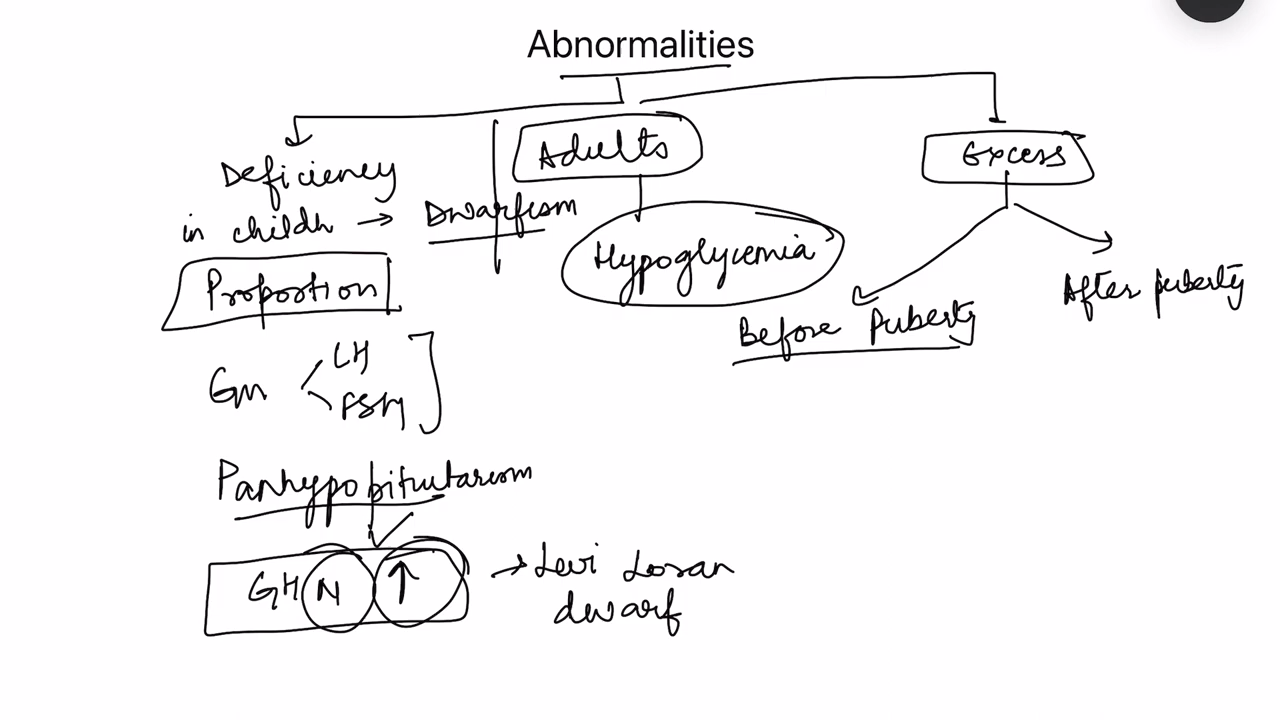 Abnormalities
Deficiency
in childh → Dwarfism
Proportion
Gn < LH
FSH
Panhypopituitarism
GH N ↑ → Levi Loran
dwarf
Adults
Hypoglycemia
Excess
Before Puberty
After puberty